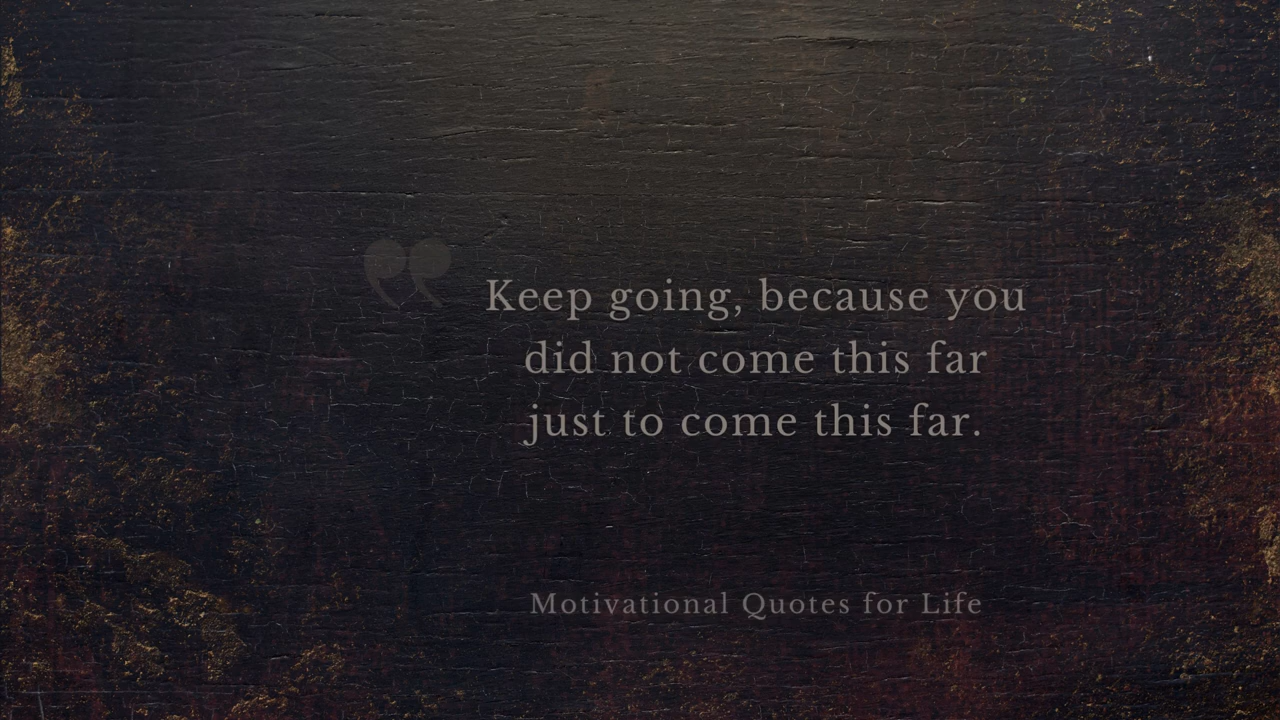 Keep going, because you
did not come this far
just to come this far.
Motivational Quotes for Life